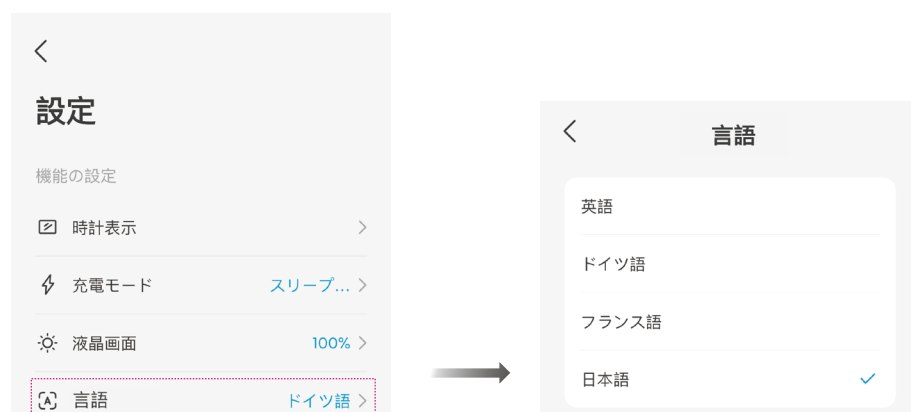 設定
機能の設定
時計表示
充電モード スリープ...
液晶画面 100%
言語 ドイツ語
言語
英語
ドイツ語
フランス語
日本語